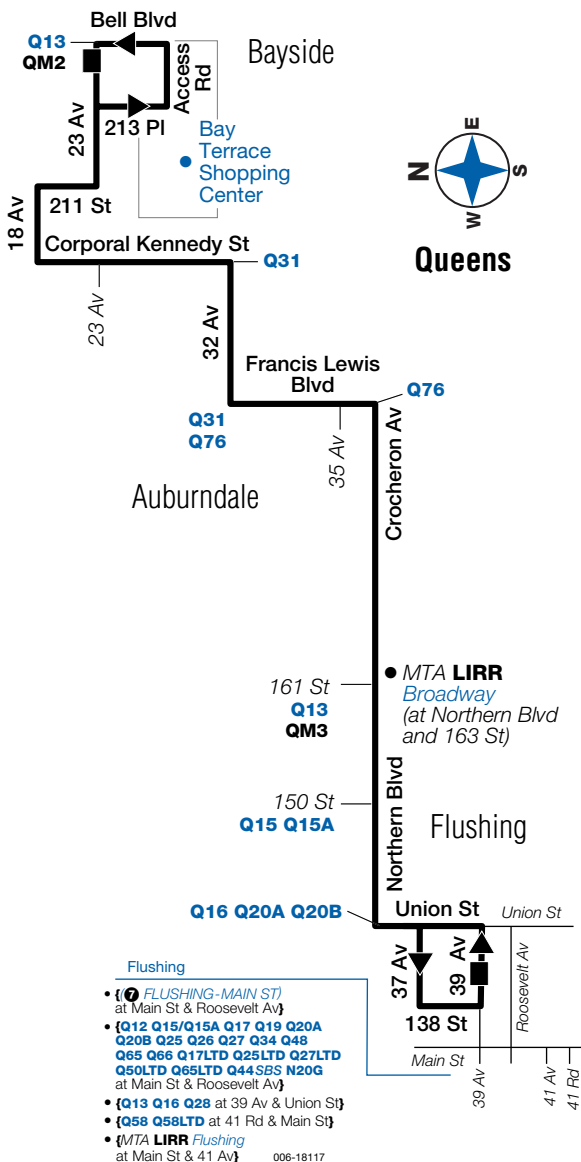 Bell Blvd
Q13
QM2
Bayside
Access
Rd
23 Av
213 Pl
Bay
Terrace
Shopping
Center
N
E
S
W
Queens
18 Av
211 St
Corporal Kennedy St
Q31
23 Av
32 Av
Francis Lewis
Blvd
Q76
Q31
Q76
35 Av
Crocheron Av
Auburndale
161 St
Q13
QM3
MTA LIRR
Broadway
(at Northern Blvd
and 163 St)
150 St
Q15 Q15A
Northern Blvd
Flushing
Q16 Q20A Q20B
Union St
Union St
37 Av
39 Av
138 St
Roosevelt Av
Main St
39 Av
41 Av
41 Rd
Flushing
• {(7 FLUSHING-MAIN ST)
at Main St & Roosevelt Av}
• {Q12 Q15/Q15A Q17 Q19 Q20A
Q20B Q25 Q26 Q27 Q34 Q48
Q65 Q66 Q17LTD Q25LTD Q27LTD
Q50LTD Q65LTD Q44SBS N20G
at Main St & Roosevelt Av}
• {Q13 Q16 Q28 at 39 Av & Union St}
• {Q58 Q58LTD at 41 Rd & Main St}
• {MTA LIRR Flushing
at Main St & 41 Av} 006-18117